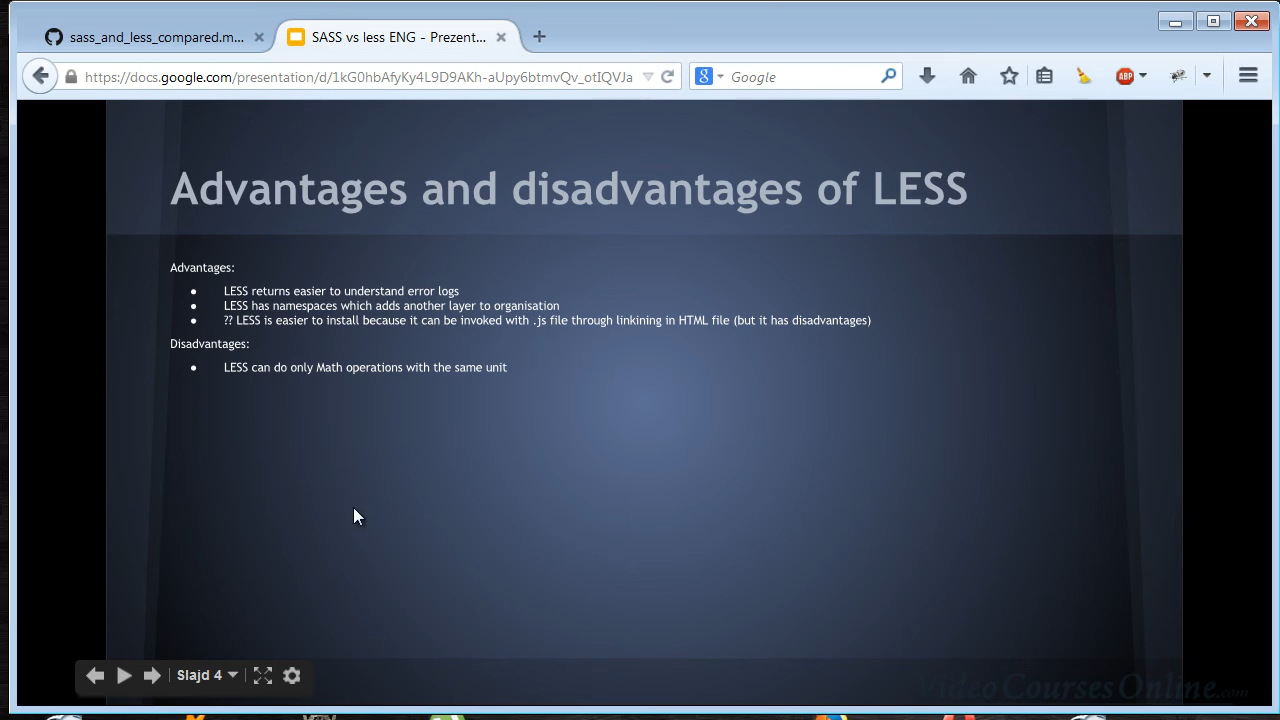 sass_and_less_compared.m...
SASS vs less ENG - Prezent...
https://docs.google.com/presentation/d/1kG0hbAfyKy4L9D9AKh-aUpy6btmvQv_otIQVJa
Google
ABP
Advantages and disadvantages of LESS
Advantages:
● LESS returns easier to understand error logs
● LESS has namespaces which adds another layer to organisation
● ?? LESS is easier to install because it can be invoked with .js file through linkining in HTML file (but it has disadvantages)
Disadvantages:
● LESS can do only Math operations with the same unit
Slajd 4
VideoCoursesOnline.com